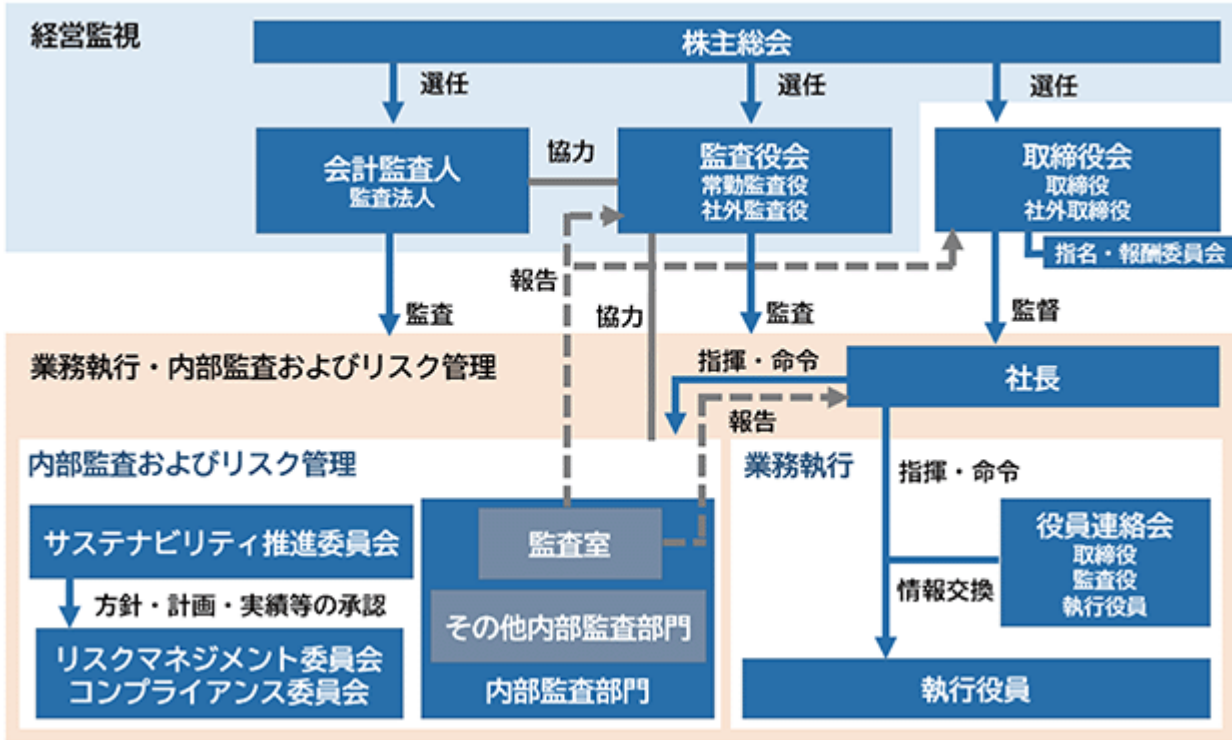 経営監視
株主総会
選任
選任
選任
会計監査人
監査法人
協力
監査役会
常勤監査役
社外監査役
取締役会
取締役
社外取締役
指名・報酬委員会
報告
協力
監査
監査
監督
業務執行・内部監査およびリスク管理
指揮・命令
社長
報告
内部監査およびリスク管理
サステナビリティ推進委員会
方針・計画・実績等の承認
リスクマネジメント委員会
コンプライアンス委員会
監査室
その他内部監査部門
内部監査部門
業務執行
指揮・命令
役員連絡会
取締役
監査役
執行役員
情報交換
執行役員